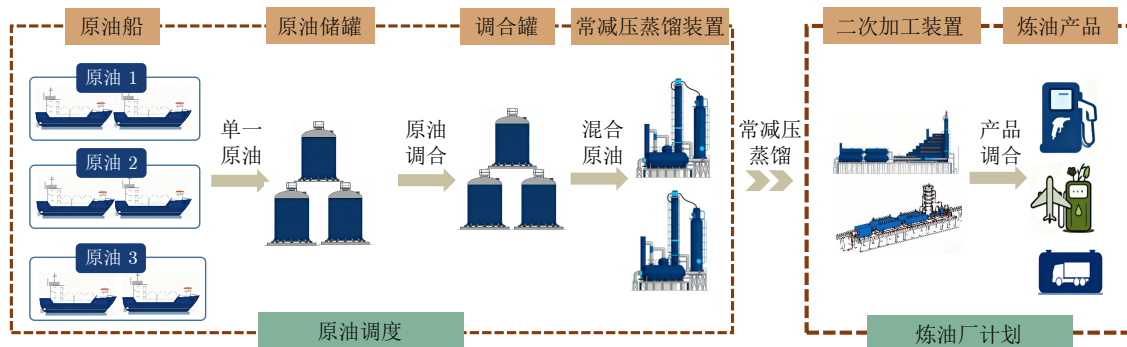 原油船
原油储罐
调合罐
常减压蒸馏装置
二次加工装置
炼油产品
原油 1
原油 2
原油 3
单一
原油
原油
调合
混合
原油
常减压
蒸馏
产品
调合
原油调度
炼油厂计划